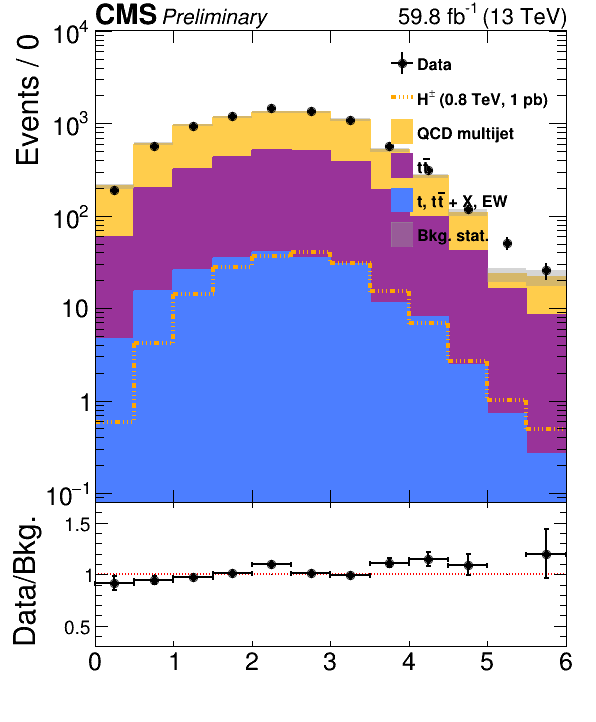 CMS Preliminary 59.8 fb⁻¹ (13 TeV)
Events / 0
10⁴
10³
10²
10
1
10⁻¹
Data
H± (0.8 TeV, 1 pb)
QCD multijet
tt̅
t, tt̅ + X, EW
Bkg. stat.
Data/Bkg.
1.5
1
0.5
0 1 2 3 4 5 6